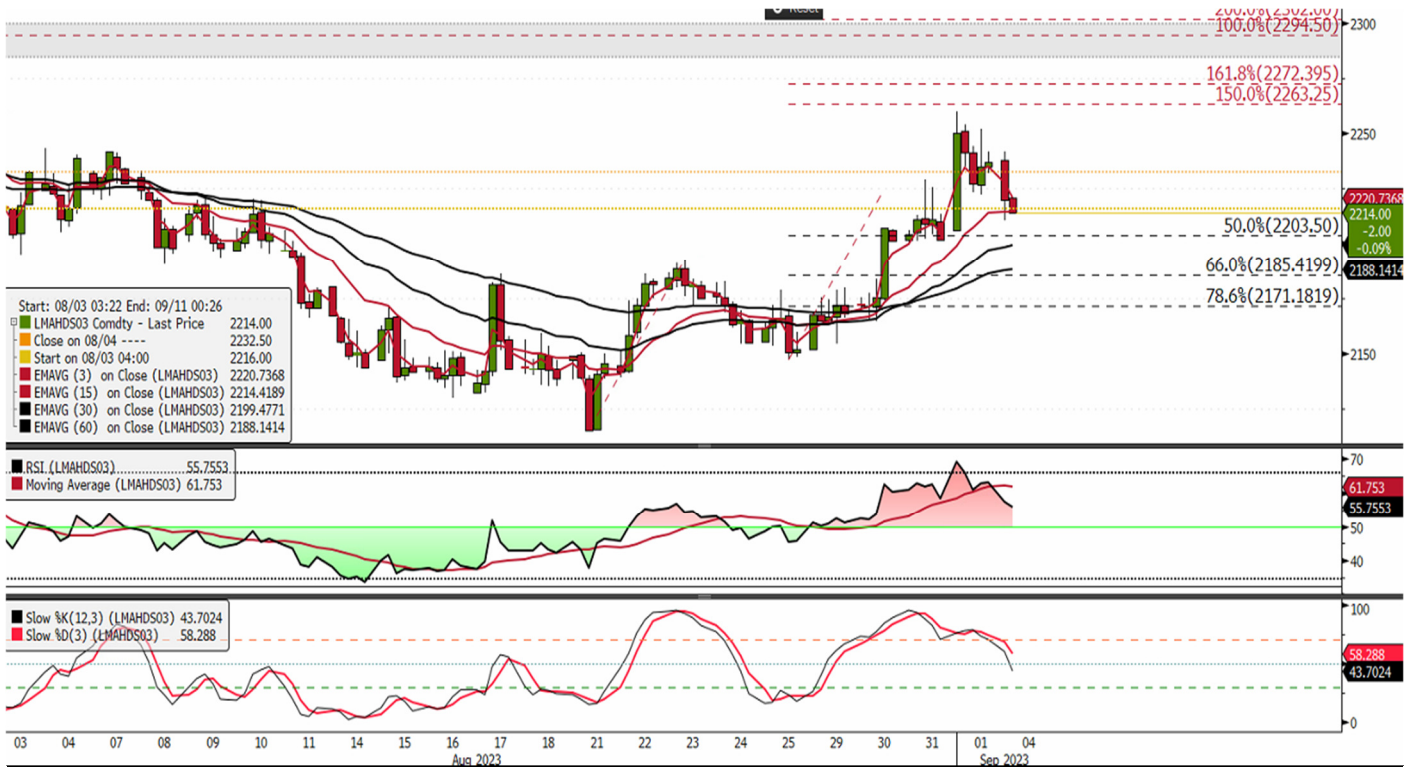 Reset
200.0%(2302.00)
100.0%(2294.50)
161.8%(2272.395)
150.0%(2263.25)
50.0%(2203.50)
66.0%(2185.4199)
78.6%(2171.1819)
2300
2250
2220.7368
2214.00
-2.00
-0.09%
2188.1414
2150
Start: 08/03 03:22 End: 09/11 00:26
LMAHDS03 Comdty - Last Price 2214.00
Close on 08/04 ---- 2232.50
Start on 08/03 04:00 2216.00
EMAVG (3) on Close (LMAHDS03) 2220.7368
EMAVG (15) on Close (LMAHDS03) 2214.4189
EMAVG (30) on Close (LMAHDS03) 2199.4771
EMAVG (60) on Close (LMAHDS03) 2188.1414
RSI (LMAHDS03) 55.7553
Moving Average (LMAHDS03) 61.753
70
61.753
55.7553
50
40
Slow %K(12,3) (LMAHDS03) 43.7024
Slow %D(3) (LMAHDS03) 58.288
100
58.288
43.7024
0
03 04 07 08 09 10 11 14 15 16 17 18 21 22 23 24 25 29 30 31 01 04
Aug 2023 Sep 2023